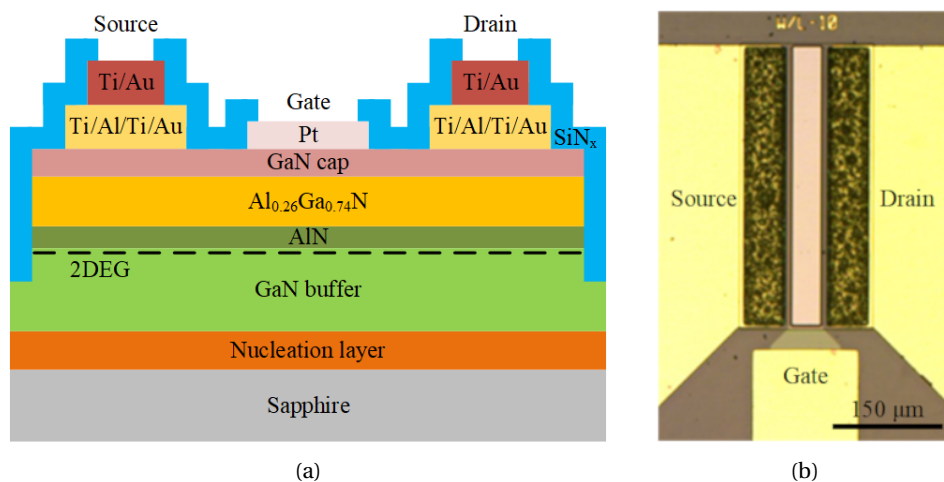 Source
Drain
Ti/Au
Ti/Au
Gate
Ti/Al/Ti/Au
Pt
Ti/Al/Ti/Au
SiNx
GaN cap
Al0.26Ga0.74N
AlN
2DEG
GaN buffer
Nucleation layer
Sapphire
(a)
W/L-10
Source
Drain
Gate
150 μm
(b)